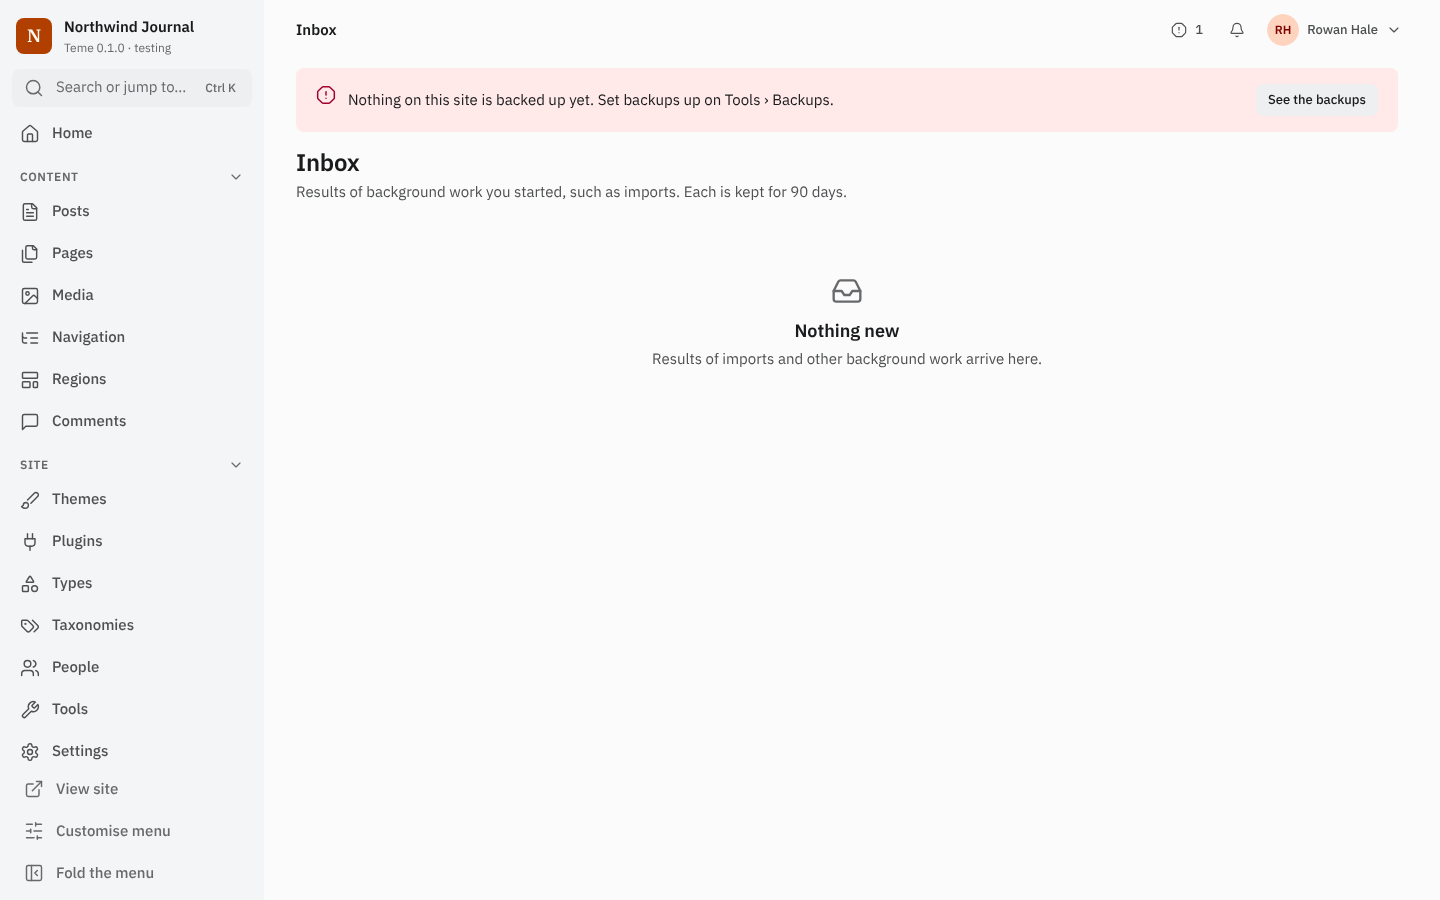 N
Northwind Journal
Teme 0.1.0 · testing
Search or jump to...
Ctrl K
Home
CONTENT
Posts
Pages
Media
Navigation
Regions
Comments
SITE
Themes
Plugins
Types
Taxonomies
People
Tools
Settings
View site
Customise menu
Fold the menu
Inbox
1
RH
Rowan Hale
Nothing on this site is backed up yet. Set backups up on Tools › Backups.
See the backups
Inbox
Results of background work you started, such as imports. Each is kept for 90 days.
Nothing new
Results of imports and other background work arrive here.